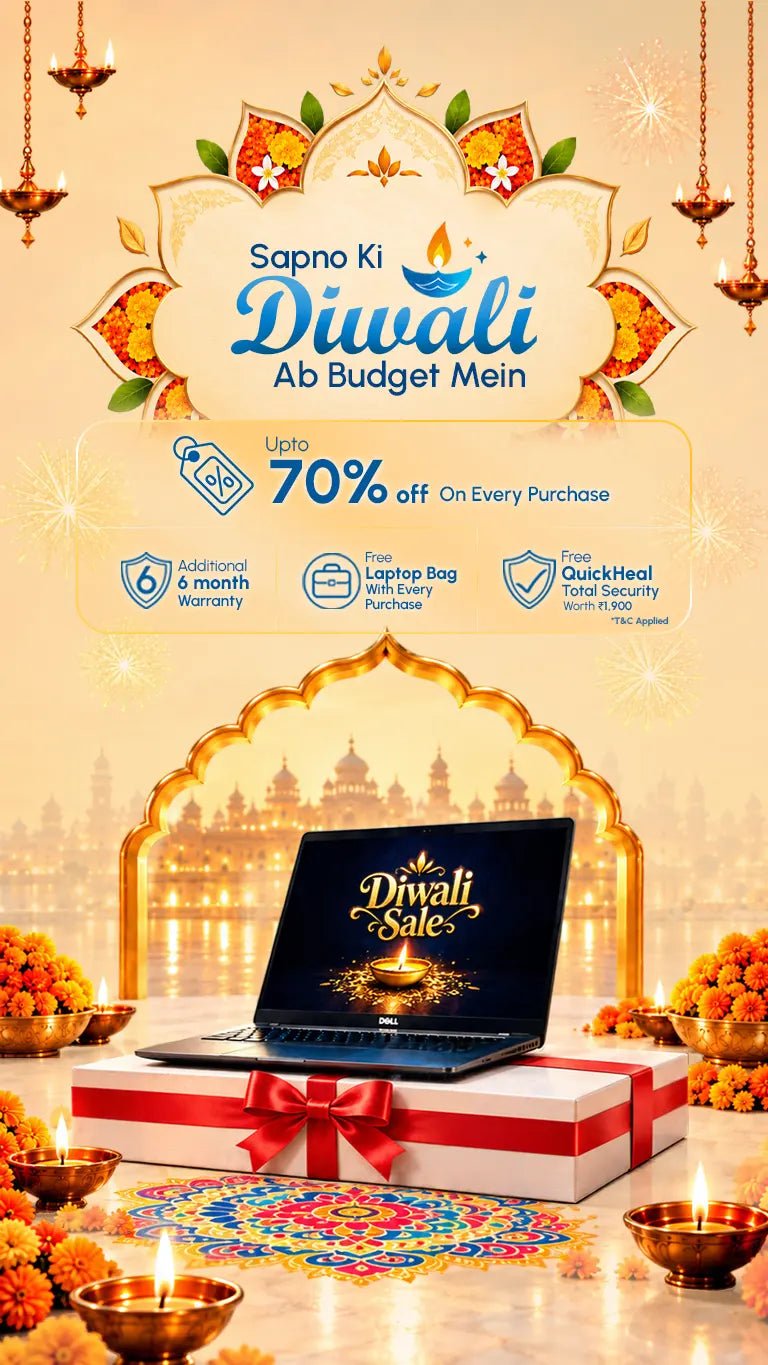 Sapno Ki
Diwali
Ab Budget Mein
Upto
70% off On Every Purchase
6
Additional
6 month
Warranty
Free
Laptop Bag
With Every
Purchase
Free
QuickHeal
Total Security
Worth ₹1,900
*T&C Applied
Diwali
Sale
DELL